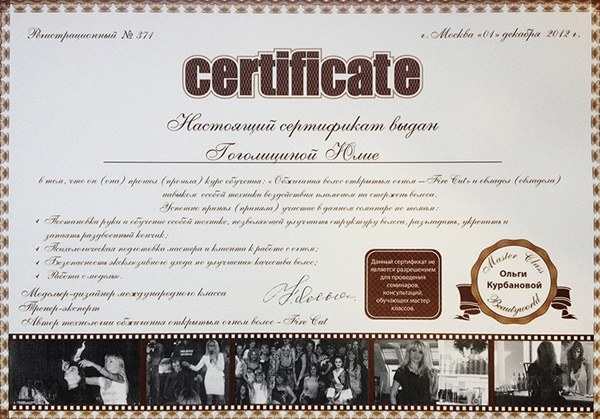 Регистрационный № 371
г. Москва «01» декабря 2012 г.
certificate
Настоящий сертификат выдан
Гоголициной Юлие
в том, что он (она) прошел (прошла) курс обучения: «Обжигания волос открытым огнем – Fire Cut» и овладел (овладела)
навыком особой техники воздействия пламенем на стержень волоса.
Успешно принял (приняла) участие в данном семинаре по темам:
Постановки руки и обучение особой технике, позволяющей улучшить структуру волоса, разгладить, укрепить и
запаять раздвоенный кончик;
Психологическая подготовка мастера и клиента к работе с огнем;
Безопасность эксклюзивного ухода по улучшению качества волос;
Работа с моделью.
Модельер-дизайнер международного класса
Тренер-эксперт
Автор технологии обжигания открытым огнем волос - Fire Cut
Данный сертификат не
является разрешением
для проведения
семинаров,
консультаций,
обучающих мастер
классов.
Master Class
Ольги
Курбановой
Beautyworld